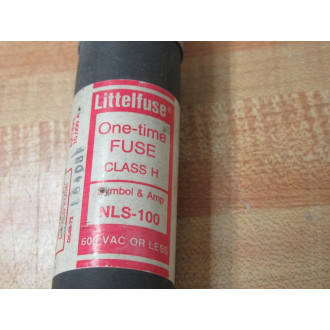 Littelfuse®
One-time
FUSE
CLASS H
Symbol & Amp
NLS-100
600 VAC OR LESS